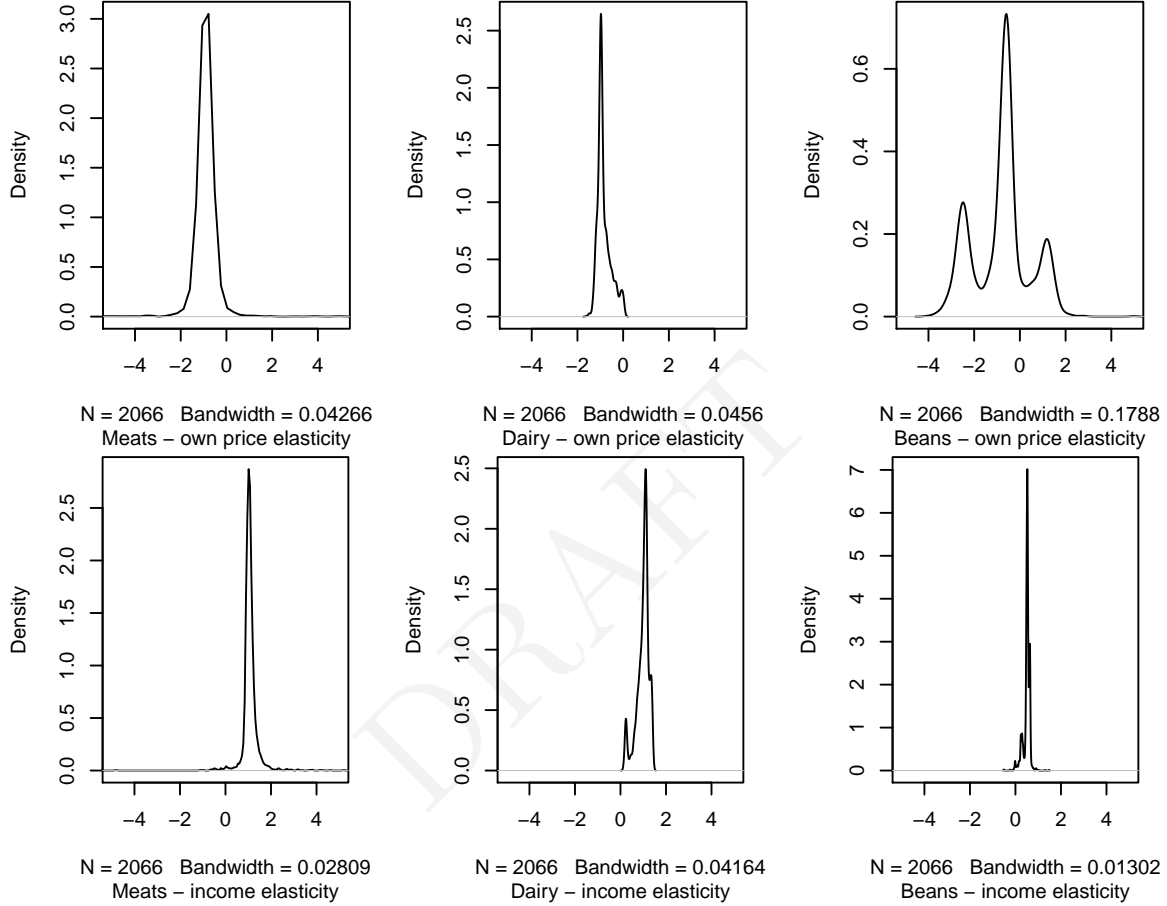 Density
0.0 0.5 1.0 1.5 2.0 2.5 3.0
−4 −2 0 2 4
N = 2066 Bandwidth = 0.04266
Meats − own price elasticity
Density
0.0 0.5 1.0 1.5 2.0 2.5
−4 −2 0 2 4
N = 2066 Bandwidth = 0.0456
Dairy − own price elasticity
Density
0.0 0.2 0.4 0.6
−4 −2 0 2 4
N = 2066 Bandwidth = 0.1788
Beans − own price elasticity
Density
0.0 0.5 1.0 1.5 2.0 2.5
−4 −2 0 2 4
N = 2066 Bandwidth = 0.02809
Meats − income elasticity
Density
0.0 0.5 1.0 1.5 2.0 2.5
−4 −2 0 2 4
N = 2066 Bandwidth = 0.04164
Dairy − income elasticity
Density
0 1 2 3 4 5 6 7
−4 −2 0 2 4
N = 2066 Bandwidth = 0.01302
Beans − income elasticity
DRAFT